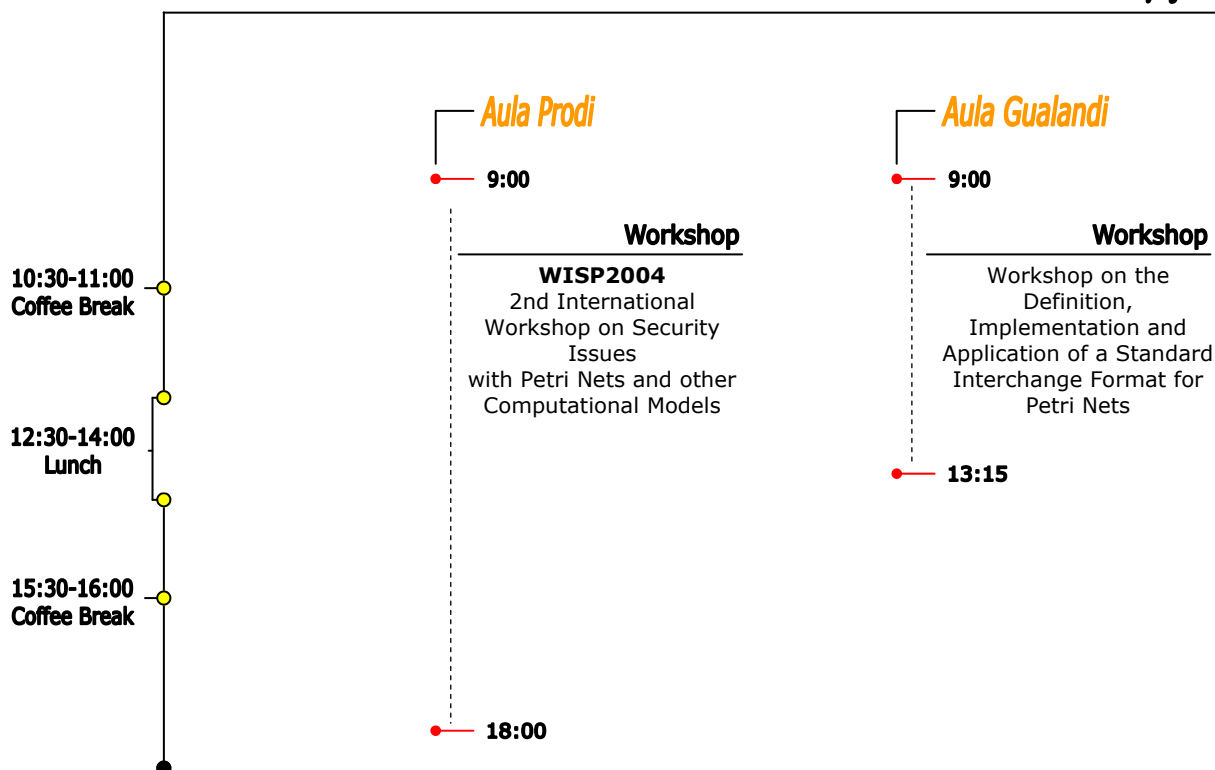 Aula Prodi
Aula Gualandi
9:00
9:00
Workshop
Workshop
WISP2004
2nd International
Workshop on Security
Issues
with Petri Nets and other
Computational Models
Workshop on the
Definition,
Implementation and
Application of a Standard
Interchange Format for
Petri Nets
10:30-11:00
Coffee Break
12:30-14:00
Lunch
13:15
15:30-16:00
Coffee Break
18:00